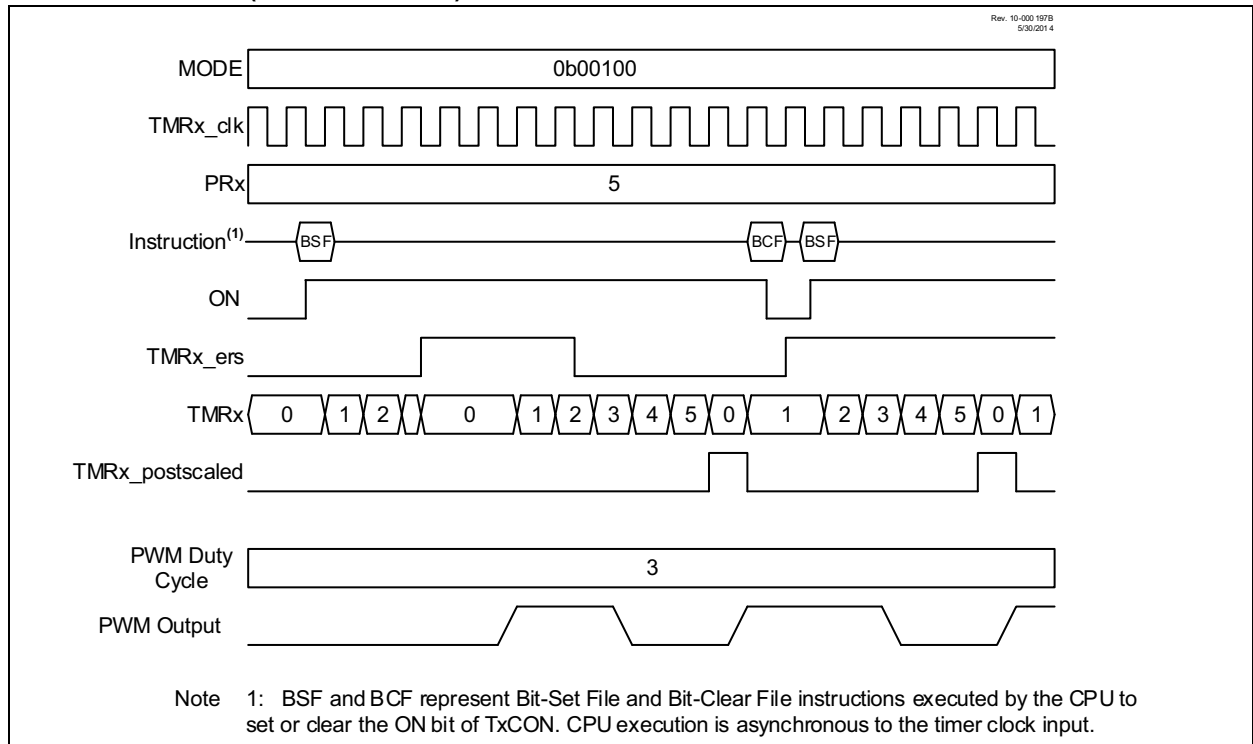 Rev. 10-000 197B
5/30/201 4
MODE 0b00100
TMRx_clk
PRx 5
Instruction(1) BSF BCF BSF
ON
TMRx_ers
TMRx 0 1 2 0 1 2 3 4 5 0 1 2 3 4 5 0 1
TMRx_postscaled
PWM Duty
Cycle
3
PWM Output
Note 1: BSF and BCF represent Bit-Set File and Bit-Clear File instructions executed by the CPU to
set or clear the ON bit of TxCON. CPU execution is asynchronous to the timer clock input.